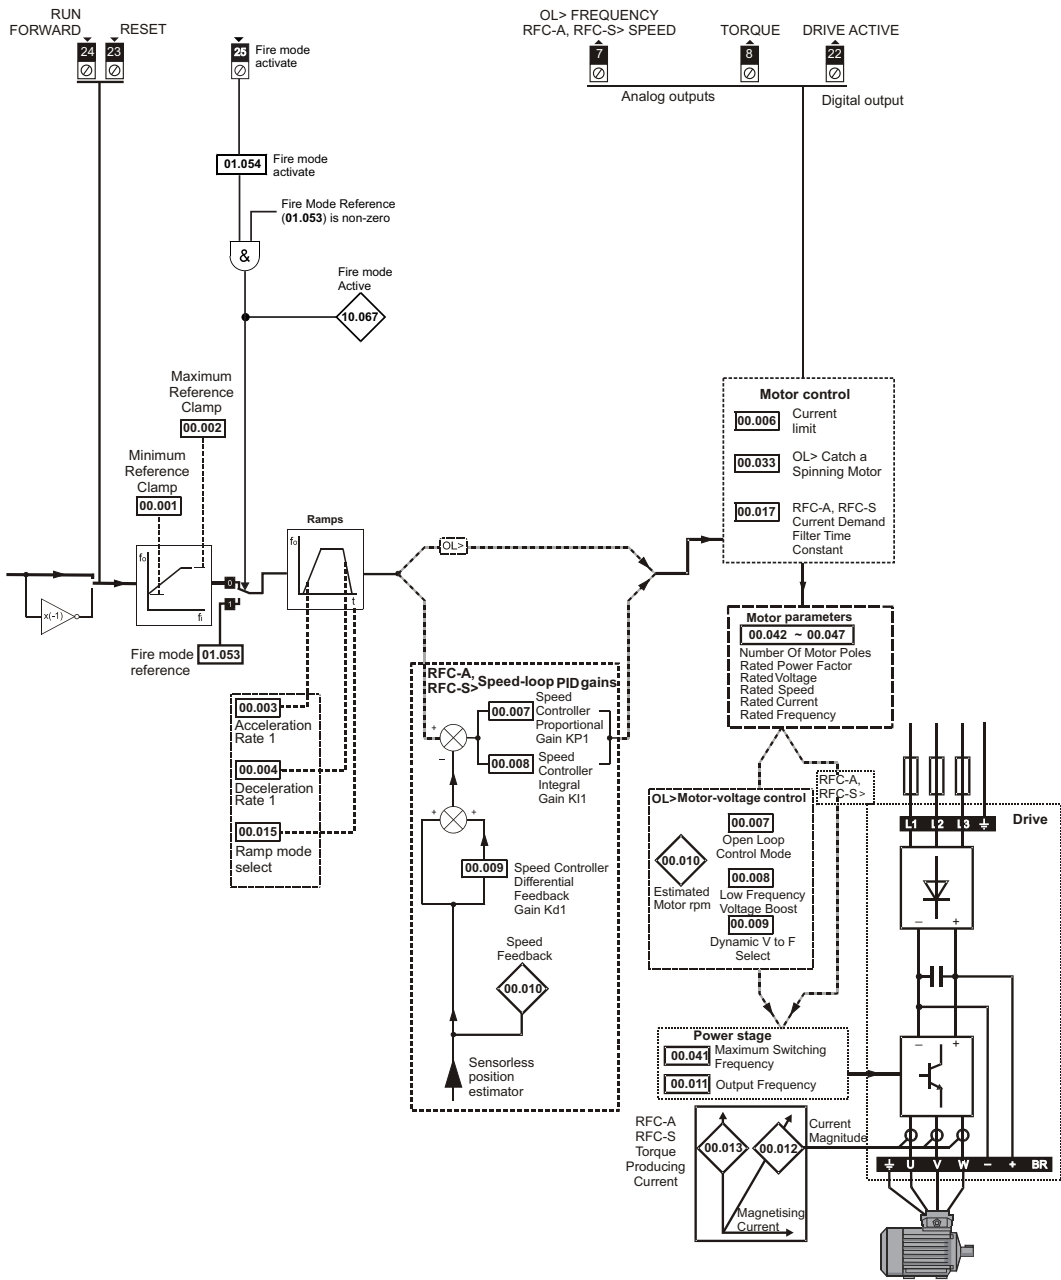 RUN
FORWARD
RESET
24
23
25
Fire mode
activate
OL> FREQUENCY
RFC-A, RFC-S> SPEED
TORQUE
DRIVE ACTIVE
7
8
22
Analog outputs
Digital output
01.054
Fire mode
activate
Fire Mode Reference
(01.053) is non-zero
&
Fire mode
Active
10.067
Maximum
Reference
Clamp
00.002
Minimum
Reference
Clamp
00.001
Ramps
fo
fi
fo
t
x(-1)
0
1
Fire mode
reference
01.053
00.003
Acceleration
Rate 1
00.004
Deceleration
Rate 1
00.015
Ramp mode
select
OL>
RFC-A,
RFC-S>
Speed-loop PID gains
00.007
Speed
Controller
Proportional
Gain KP1
00.008
Speed
Controller
Integral
Gain KI1
+
–
+
+
00.009
Speed Controller
Differential
Feedback
Gain Kd1
Speed
Feedback
00.010
Sensorless
position
estimator
Motor control
00.006
Current
limit
00.033
OL> Catch a
Spinning Motor
00.017
RFC-A, RFC-S
Current Demand
Filter Time
Constant
Motor parameters
00.042 ~ 00.047
Number Of Motor Poles
Rated Power Factor
Rated Voltage
Rated Speed
Rated Current
Rated Frequency
RFC-A,
RFC-S>
OL>Motor-voltage control
00.007
Open Loop
Control Mode
00.010
Estimated
Motor rpm
00.008
Low Frequency
Voltage Boost
00.009
Dynamic V to F
Select
Power stage
00.041
Maximum Switching
Frequency
00.011
Output Frequency
RFC-A
RFC-S
Torque
Producing
Current
00.013
00.012
Current
Magnitude
Magnetising
Current
Drive
L1
L2
L3
–
+
–
+
U
V
W
–
+
BR